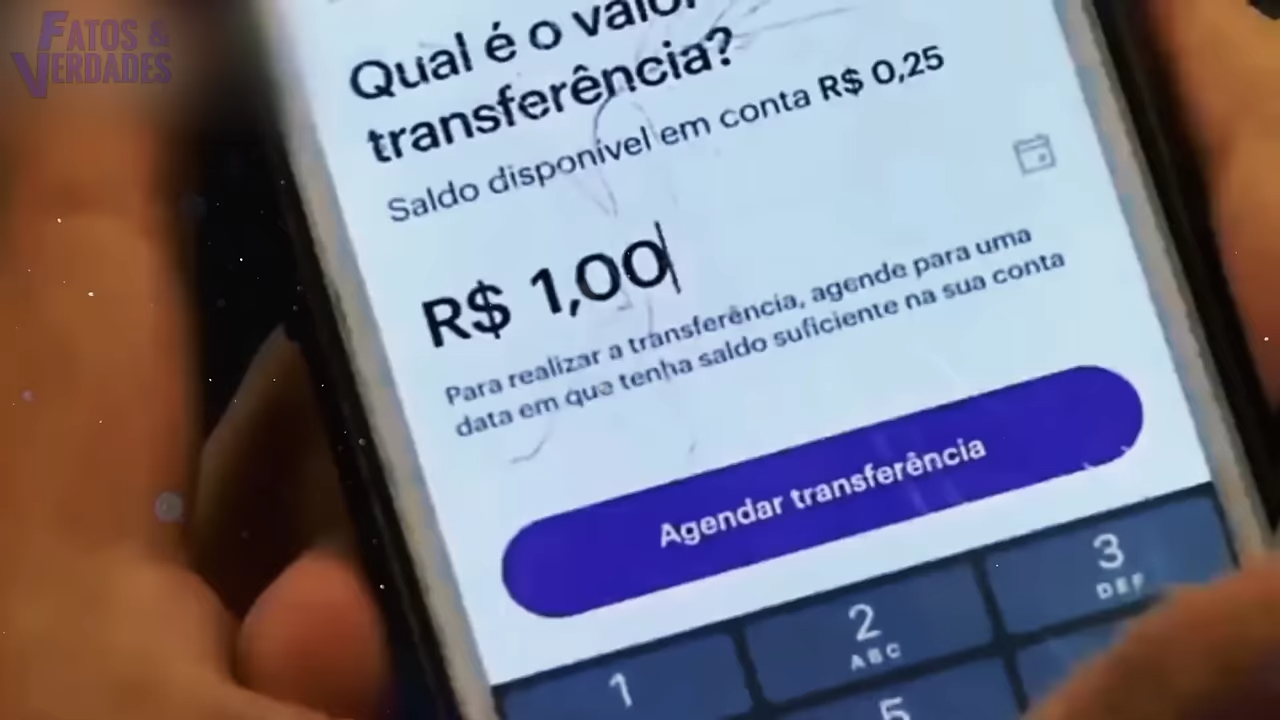 FATOS &
VERDADES
Qual é o valor
transferência?
Saldo disponível em conta R$ 0,25
R$ 1,00
Para realizar a transferência, agende para uma
data em que tenha saldo suficiente na sua conta
Agendar transferência
1
2
ABC
3
DEF
5